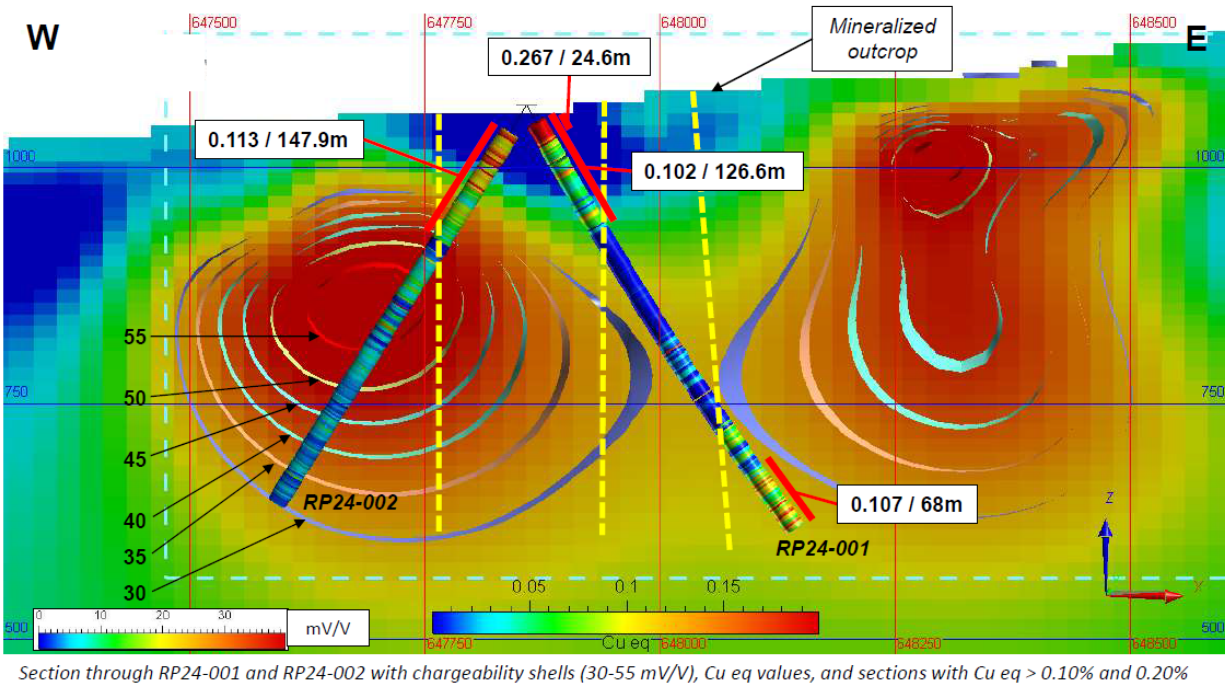 647500
647750
648000
648500
W
E
Mineralized
outcrop
0.267 / 24.6m
0.113 / 147.9m
0.102 / 126.6m
1000
1000
55
50
45
40
35
30
750
750
RP24-002
RP24-001
0.107 / 68m
Z
X
0.05 0.1 0.15
0 10 20 30
mV/V
Cu eq
500
500
647500
647750
648000
648250
648500
Section through RP24-001 and RP24-002 with chargeability shells (30-55 mV/V), Cu eq values, and sections with Cu eq > 0.10% and 0.20%